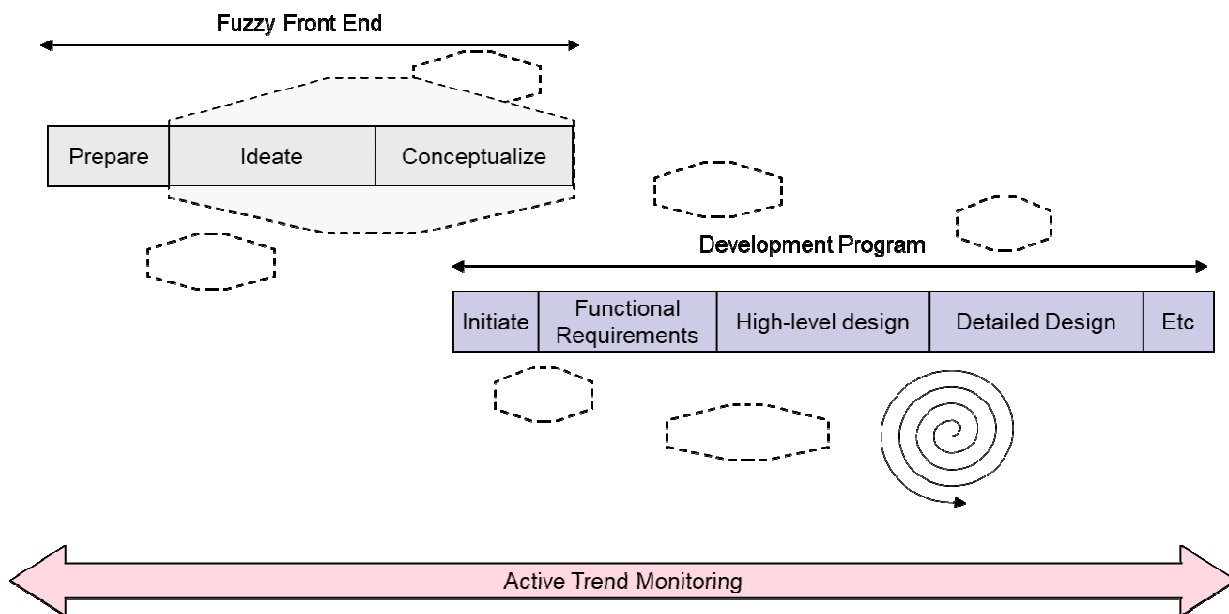 Fuzzy Front End
Prepare
Ideate
Conceptualize
Development Program
Initiate
Functional
Requirements
High-level design
Detailed Design
Etc
Active Trend Monitoring